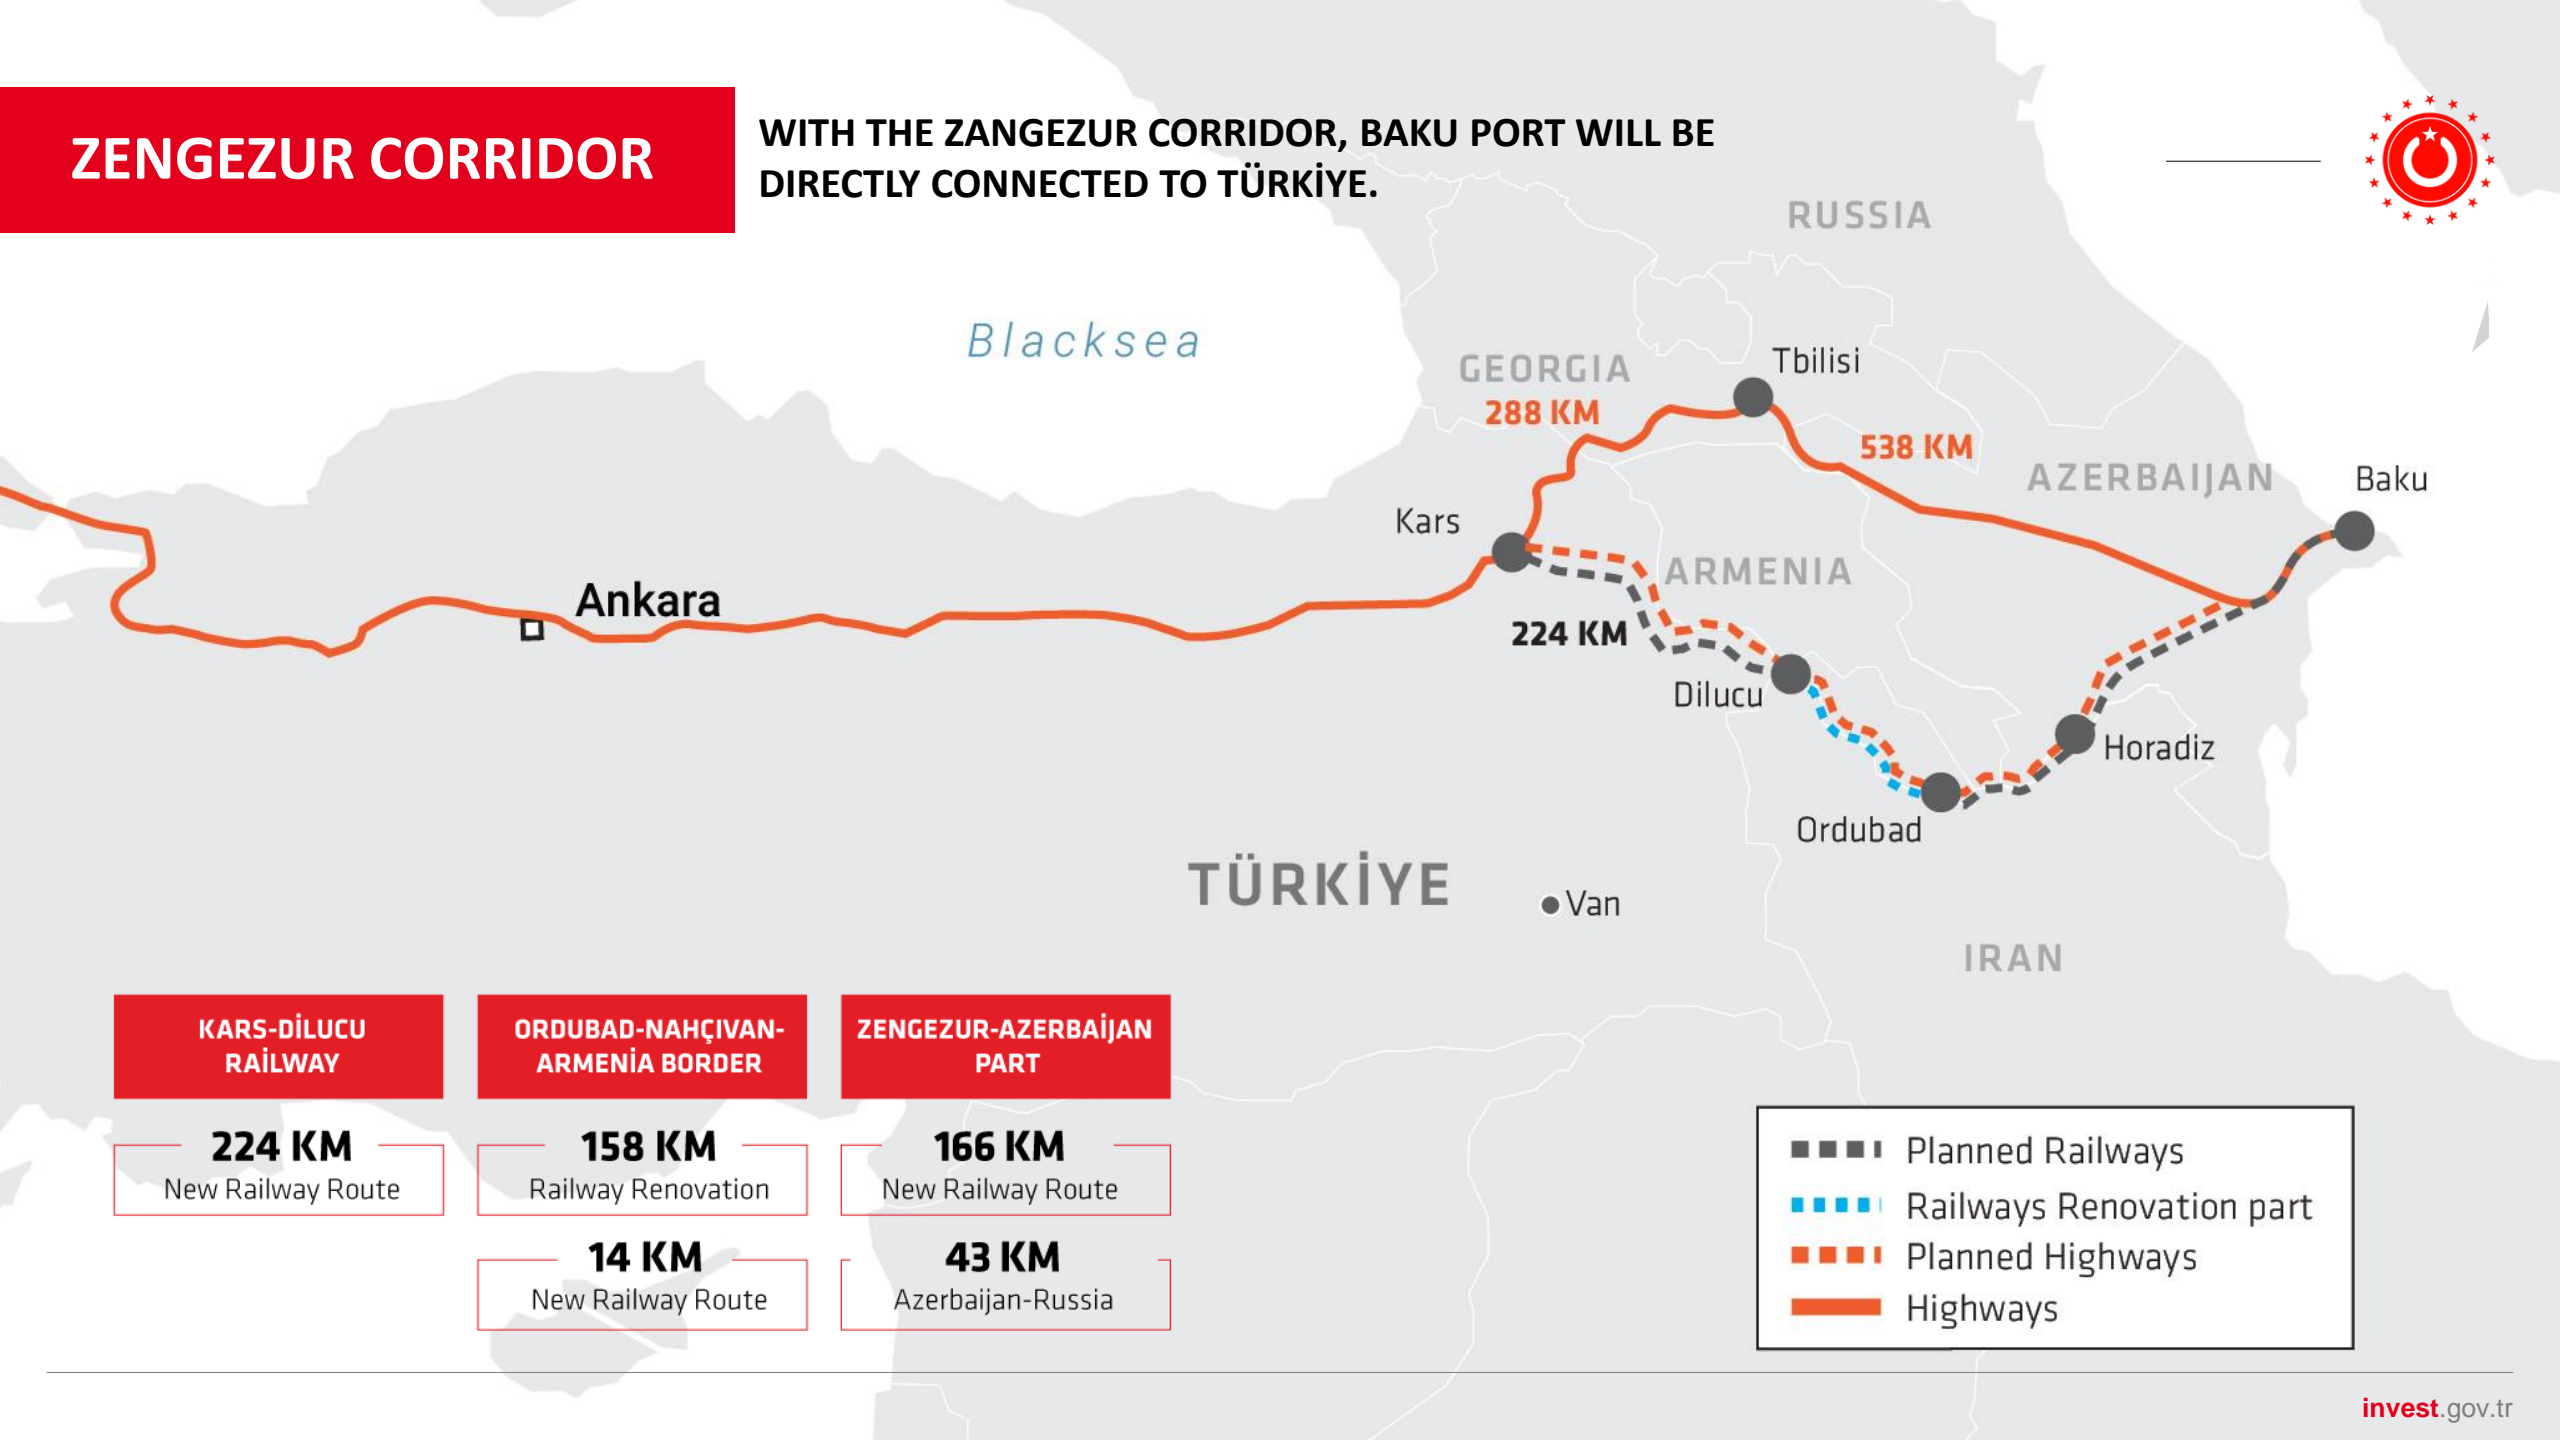 ZENGEZUR CORRIDOR
WITH THE ZANGEZUR CORRIDOR, BAKU PORT WILL BE
DIRECTLY CONNECTED TO TÜRKİYE.
RUSSIA
Blacksea
Tbilisi
GEORGIA
288 KM
538 KM
AZERBAIJAN
Baku
Kars
ARMENIA
Ankara
224 KM
Dilucu
Horadiz
Ordubad
TÜRKİYE
Van
IRAN
KARS-DİLUCU
RAİLWAY
224 KM
New Railway Route
ORDUBAD-NAHÇIVAN-
ARMENİA BORDER
158 KM
Railway Renovation
14 KM
New Railway Route
ZENGEZUR-AZERBAİJAN
PART
166 KM
New Railway Route
43 KM
Azerbaijan-Russia
Planned Railways
Railways Renovation part
Planned Highways
Highways
invest.gov.tr